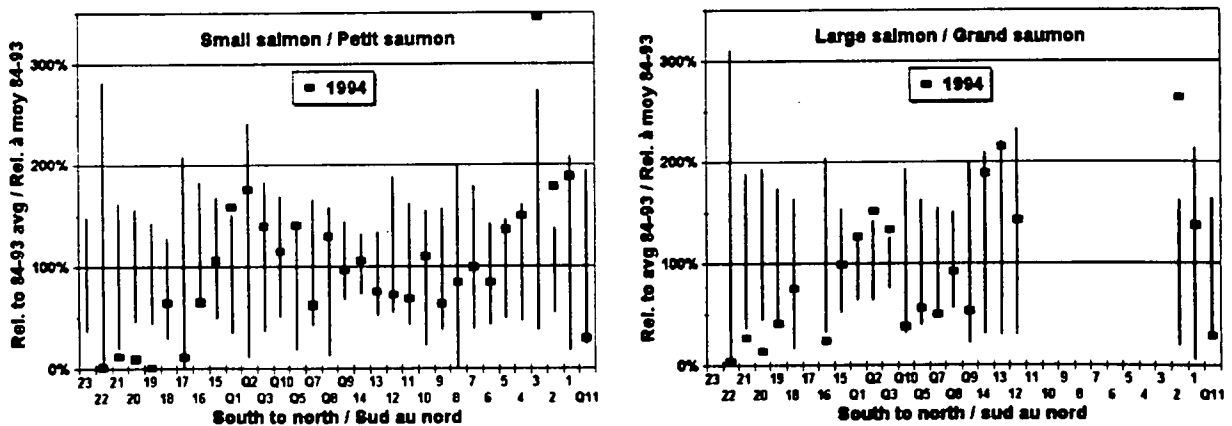 Small salmon / Petit saumon
1994
Rel. to 84-93 avg / Rel. à moy 84-93
300%
200%
100%
0%
23 21 19 17 15 Q1 Q2 Q3 Q10 Q5 Q7 Q8 Q9 14 13 12 11 10 9 8 7 6 5 4 3 2 1 Q11
22 20 18 16
South to north / Sud au nord
Large salmon / Grand saumon
1994
Rel. to avg 84-93 / Rel. à moy 84-93
300%
200%
100%
0%
23 21 19 17 15 Q1 Q2 Q3 Q10 Q5 Q7 Q8 Q9 14 13 12 11 10 9 8 7 6 5 4 3 2 1 Q11
22 20 18 16
South to north / sud au nord